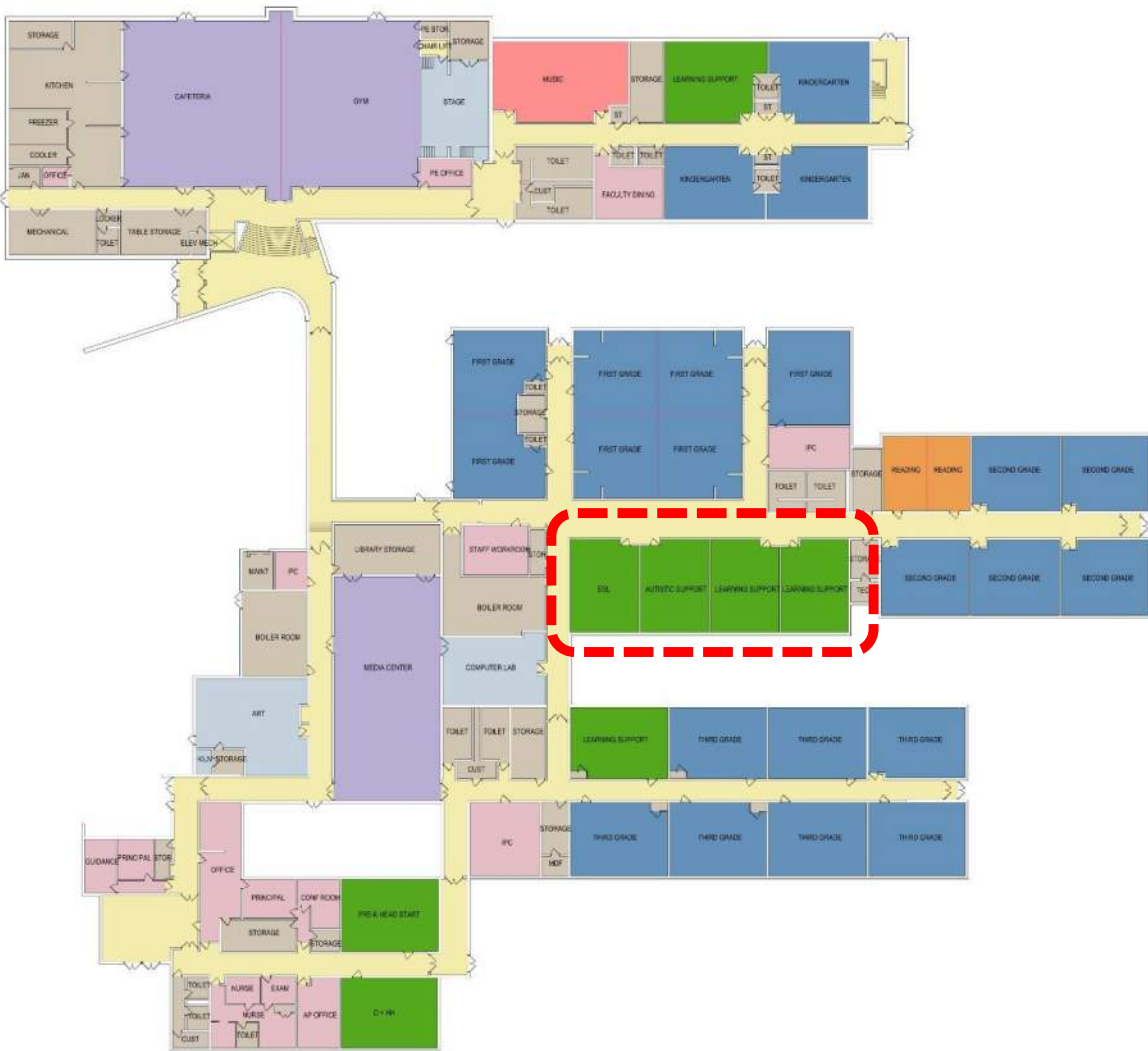 STORAGE
KITCHEN
FREEZER
COOLER
JAN
OFFICE
CAFETERIA
GYM
PE STOR
CHAIR LIFT
STORAGE
STAGE
PE OFFICE
MUSIC
ST
STORAGE
LEARNING SUPPORT
TOILET
ST
KINDERGARTEN
TOILET
CUST
TOILET
TOILET
TOILET
FACULTY DINING
KINDERGARTEN
ST
TOILET
KINDERGARTEN
MECHANICAL
LOCKER
TOILET
TABLE STORAGE
ELEV MECH
FIRST GRADE
TOILET
STORAGE
TOILET
FIRST GRADE
FIRST GRADE
FIRST GRADE
FIRST GRADE
FIRST GRADE
FIRST GRADE
IPC
TOILET
TOILET
STORAGE
READING
READING
SECOND GRADE
SECOND GRADE
LIBRARY STORAGE
STAFF WORKROOM
STOR
BOILER ROOM
ESL
AUTISTIC SUPPORT
LEARNING SUPPORT
LEARNING SUPPORT
STORAGE
SECOND GRADE
SECOND GRADE
SECOND GRADE
IPC
BOILER ROOM
MEDIA CENTER
COMPUTER LAB
ART
KILN
STORAGE
TOILET
TOILET
STORAGE
CUST
LEARNING SUPPORT
THIRD GRADE
THIRD GRADE
THIRD GRADE
IPC
STORAGE
MDF
THIRD GRADE
THIRD GRADE
THIRD GRADE
THIRD GRADE
GUIDANCE
PRINCIPAL
STOR
OFFICE
PRINCIPAL
CONF ROOM
STORAGE
STORAGE
PRE-K HEAD START
TOILET
TOILET
CUST
NURSE
EXAM
NURSE
TOILET
AP OFFICE
D + HH